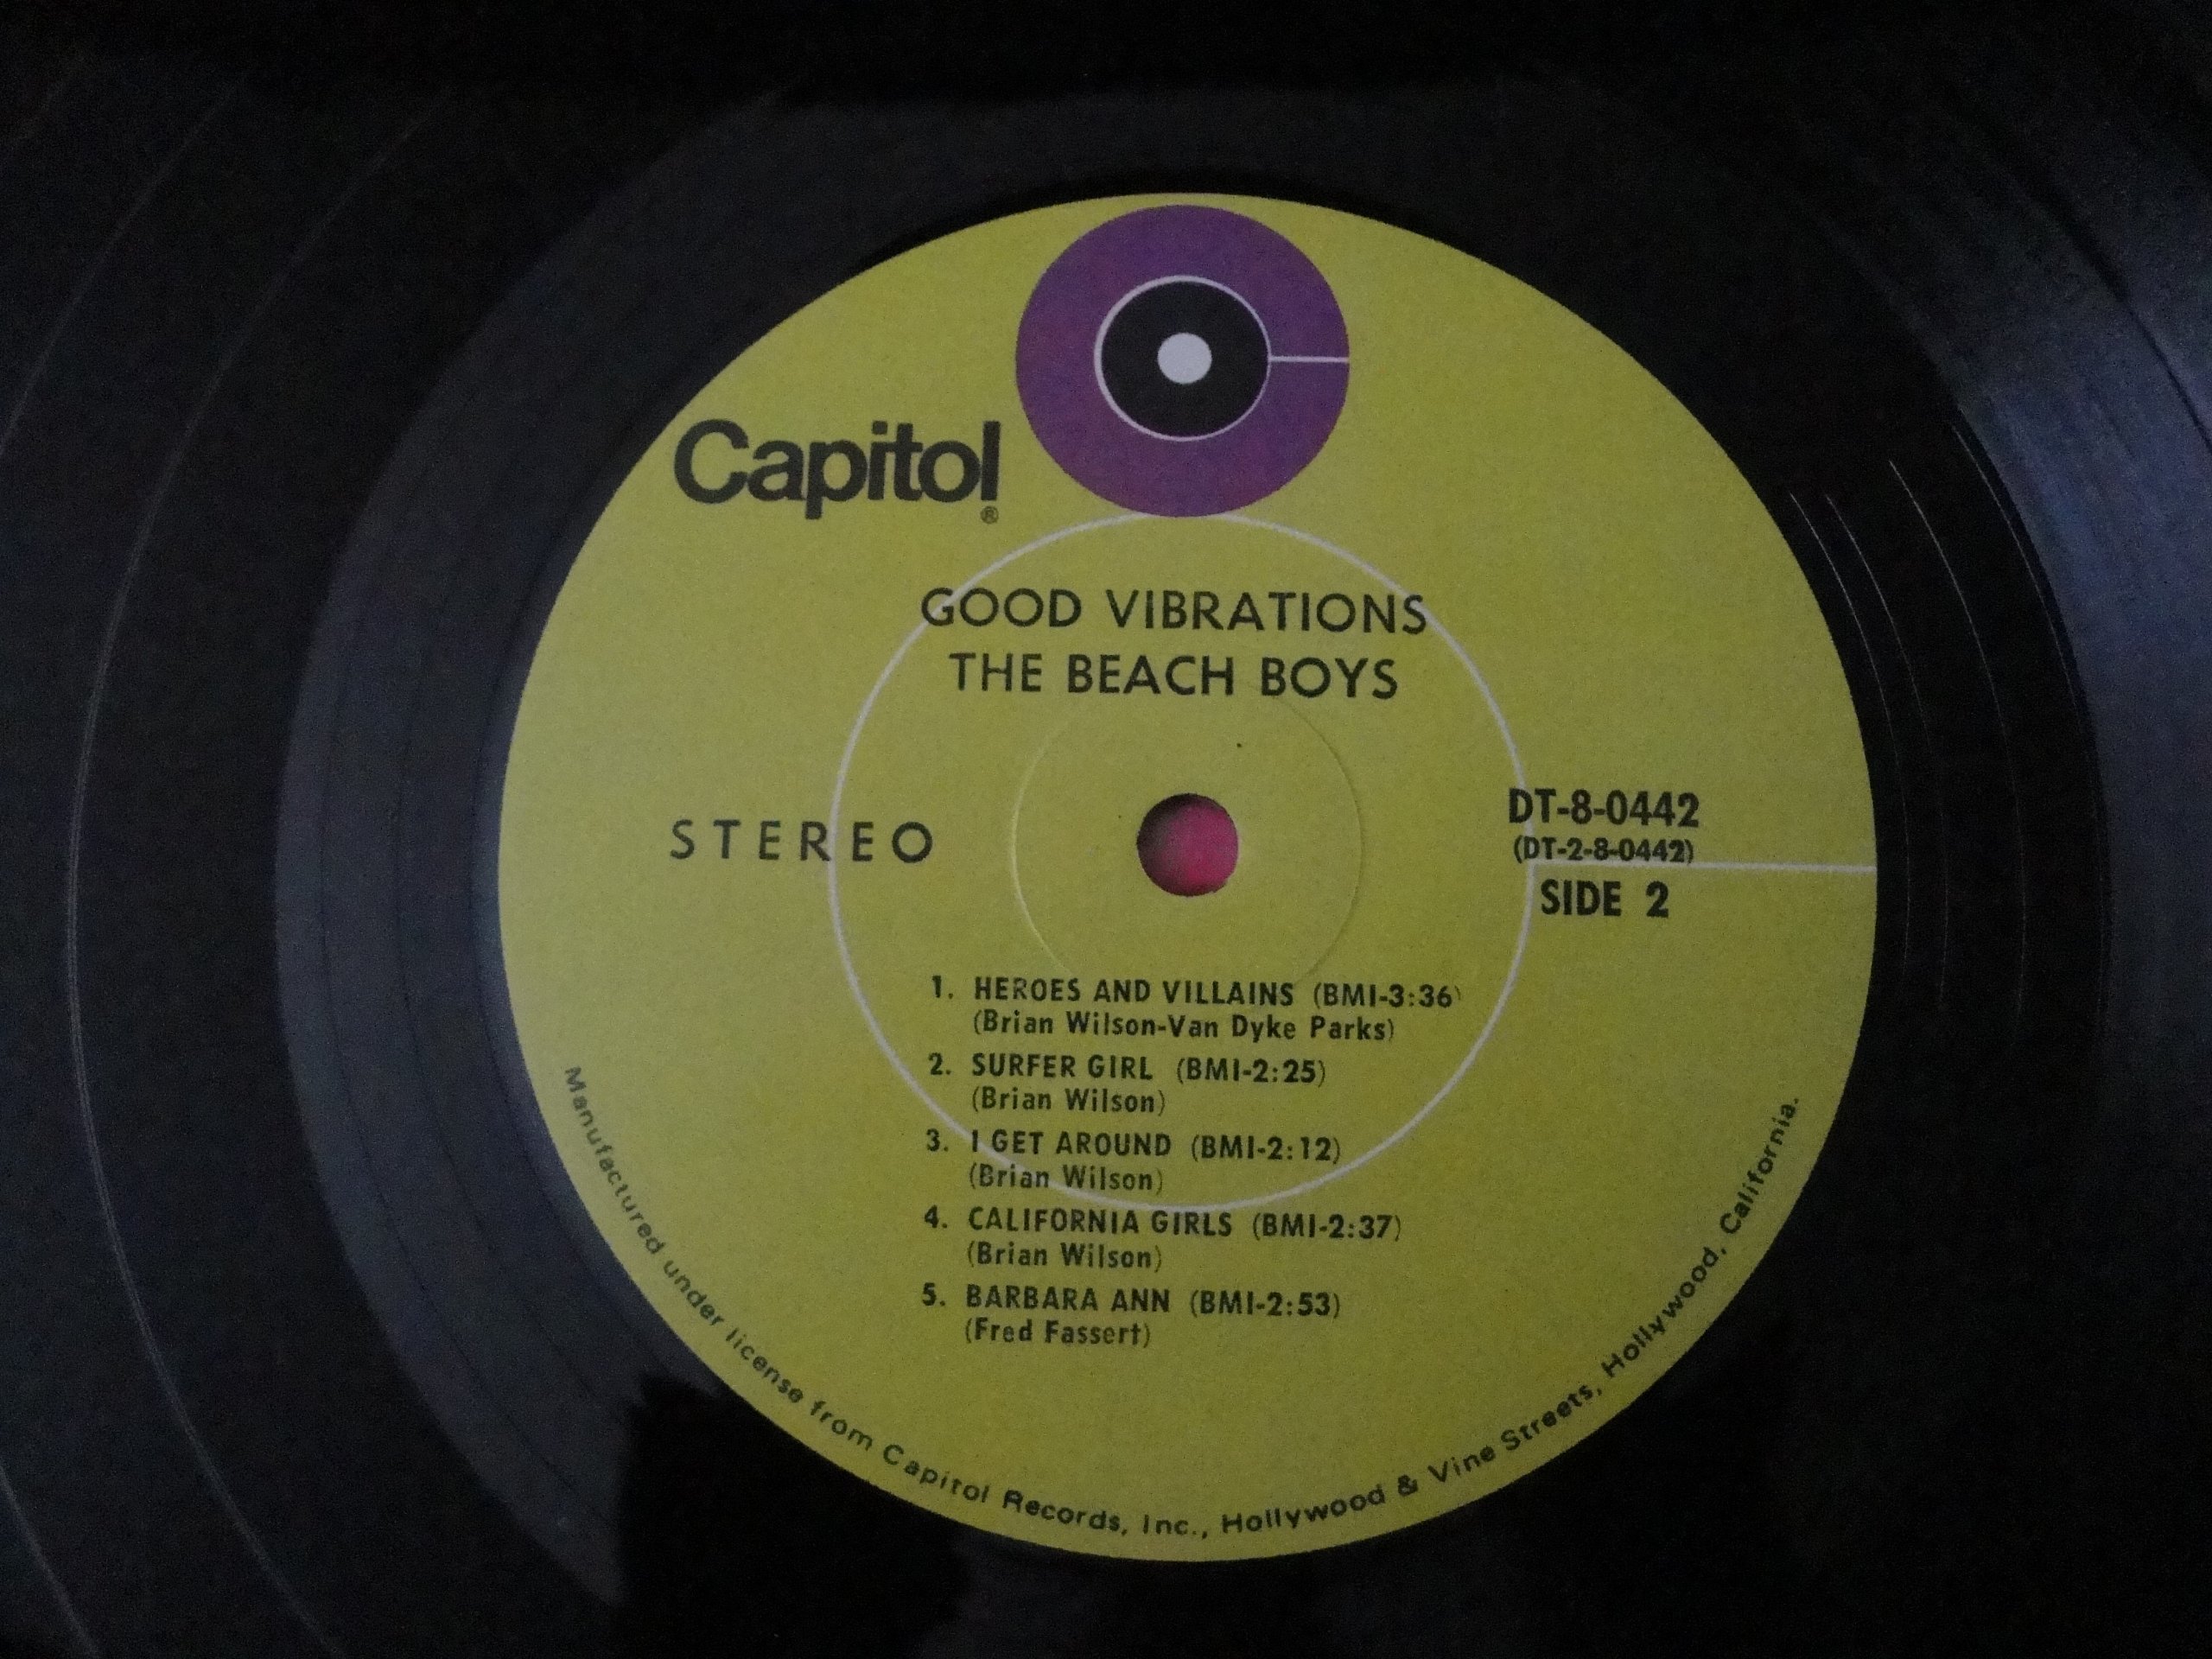 Capitol
®
GOOD VIBRATIONS
THE BEACH BOYS
STEREO
DT-8-0442
(DT-2-8-0442)
SIDE 2
1. HEROES AND VILLAINS (BMI-3:36)
(Brian Wilson-Van Dyke Parks)
2. SURFER GIRL (BMI-2:25)
(Brian Wilson)
3. I GET AROUND (BMI-2:12)
(Brian Wilson)
4. CALIFORNIA GIRLS (BMI-2:37)
(Brian Wilson)
5. BARBARA ANN (BMI-2:53)
(Fred Fassert)
Manufactured under license from Capitol Records, Inc., Hollywood & Vine Streets, Hollywood, California.